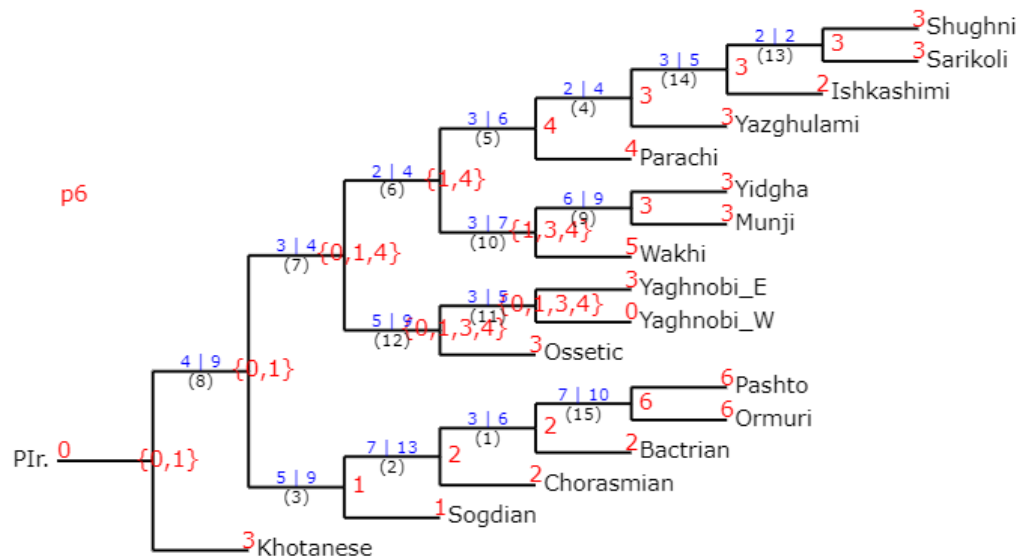 3 Shughni
2 | 2
3
(13)
3 Sarikoli
3 | 5
3
(14)
2 Ishkashimi
2 | 4
3
(4)
3 Yazghulami
3 | 6
4
(5)
4 Parachi
2 | 4
{1,4}
(6)
p6
3 Yidgha
6 | 9
3
(9)
3 Munji
3 | 7
{1,3,4}
(10)
5 Wakhi
3 | 4
{0,1,4}
(7)
3 Yaghnobi_E
3 | 5
{0,1,3,4}
(11)
0 Yaghnobi_W
5 | 9
{0,1,3,4}
(12)
3 Ossetic
4 | 9
{0,1}
(8)
6 Pashto
7 | 10
6
(15)
6 Ormuri
3 | 6
2
(1)
2 Bactrian
7 | 13
2
(2)
2 Chorasmian
PIr. 0
{0,1}
5 | 9
1
(3)
1 Sogdian
3 Khotanese